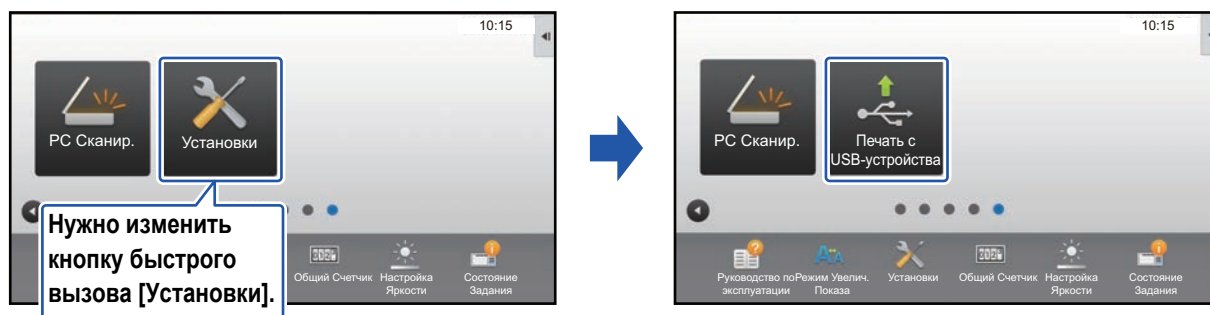 10:15
PC Сканир.
Установки
Нужно изменить
кнопку быстрого
вызова [Установки].
Общий Счетчик
Настройка
Яркости
Состояние
Задания
10:15
PC Сканир.
Печать с
USB-устройства
Руководство по
эксплуатации
Режим Увелич.
Показа
Установки
Общий Счетчик
Настройка
Яркости
Состояние
Задания